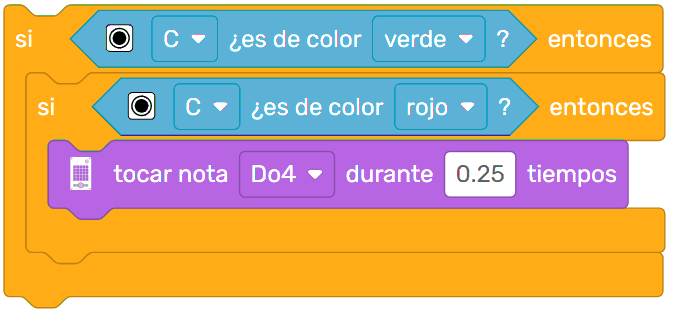 si C ¿es de color verde ? entonces
si C ¿es de color rojo ? entonces
tocar nota Do4 durante 0.25 tiempos